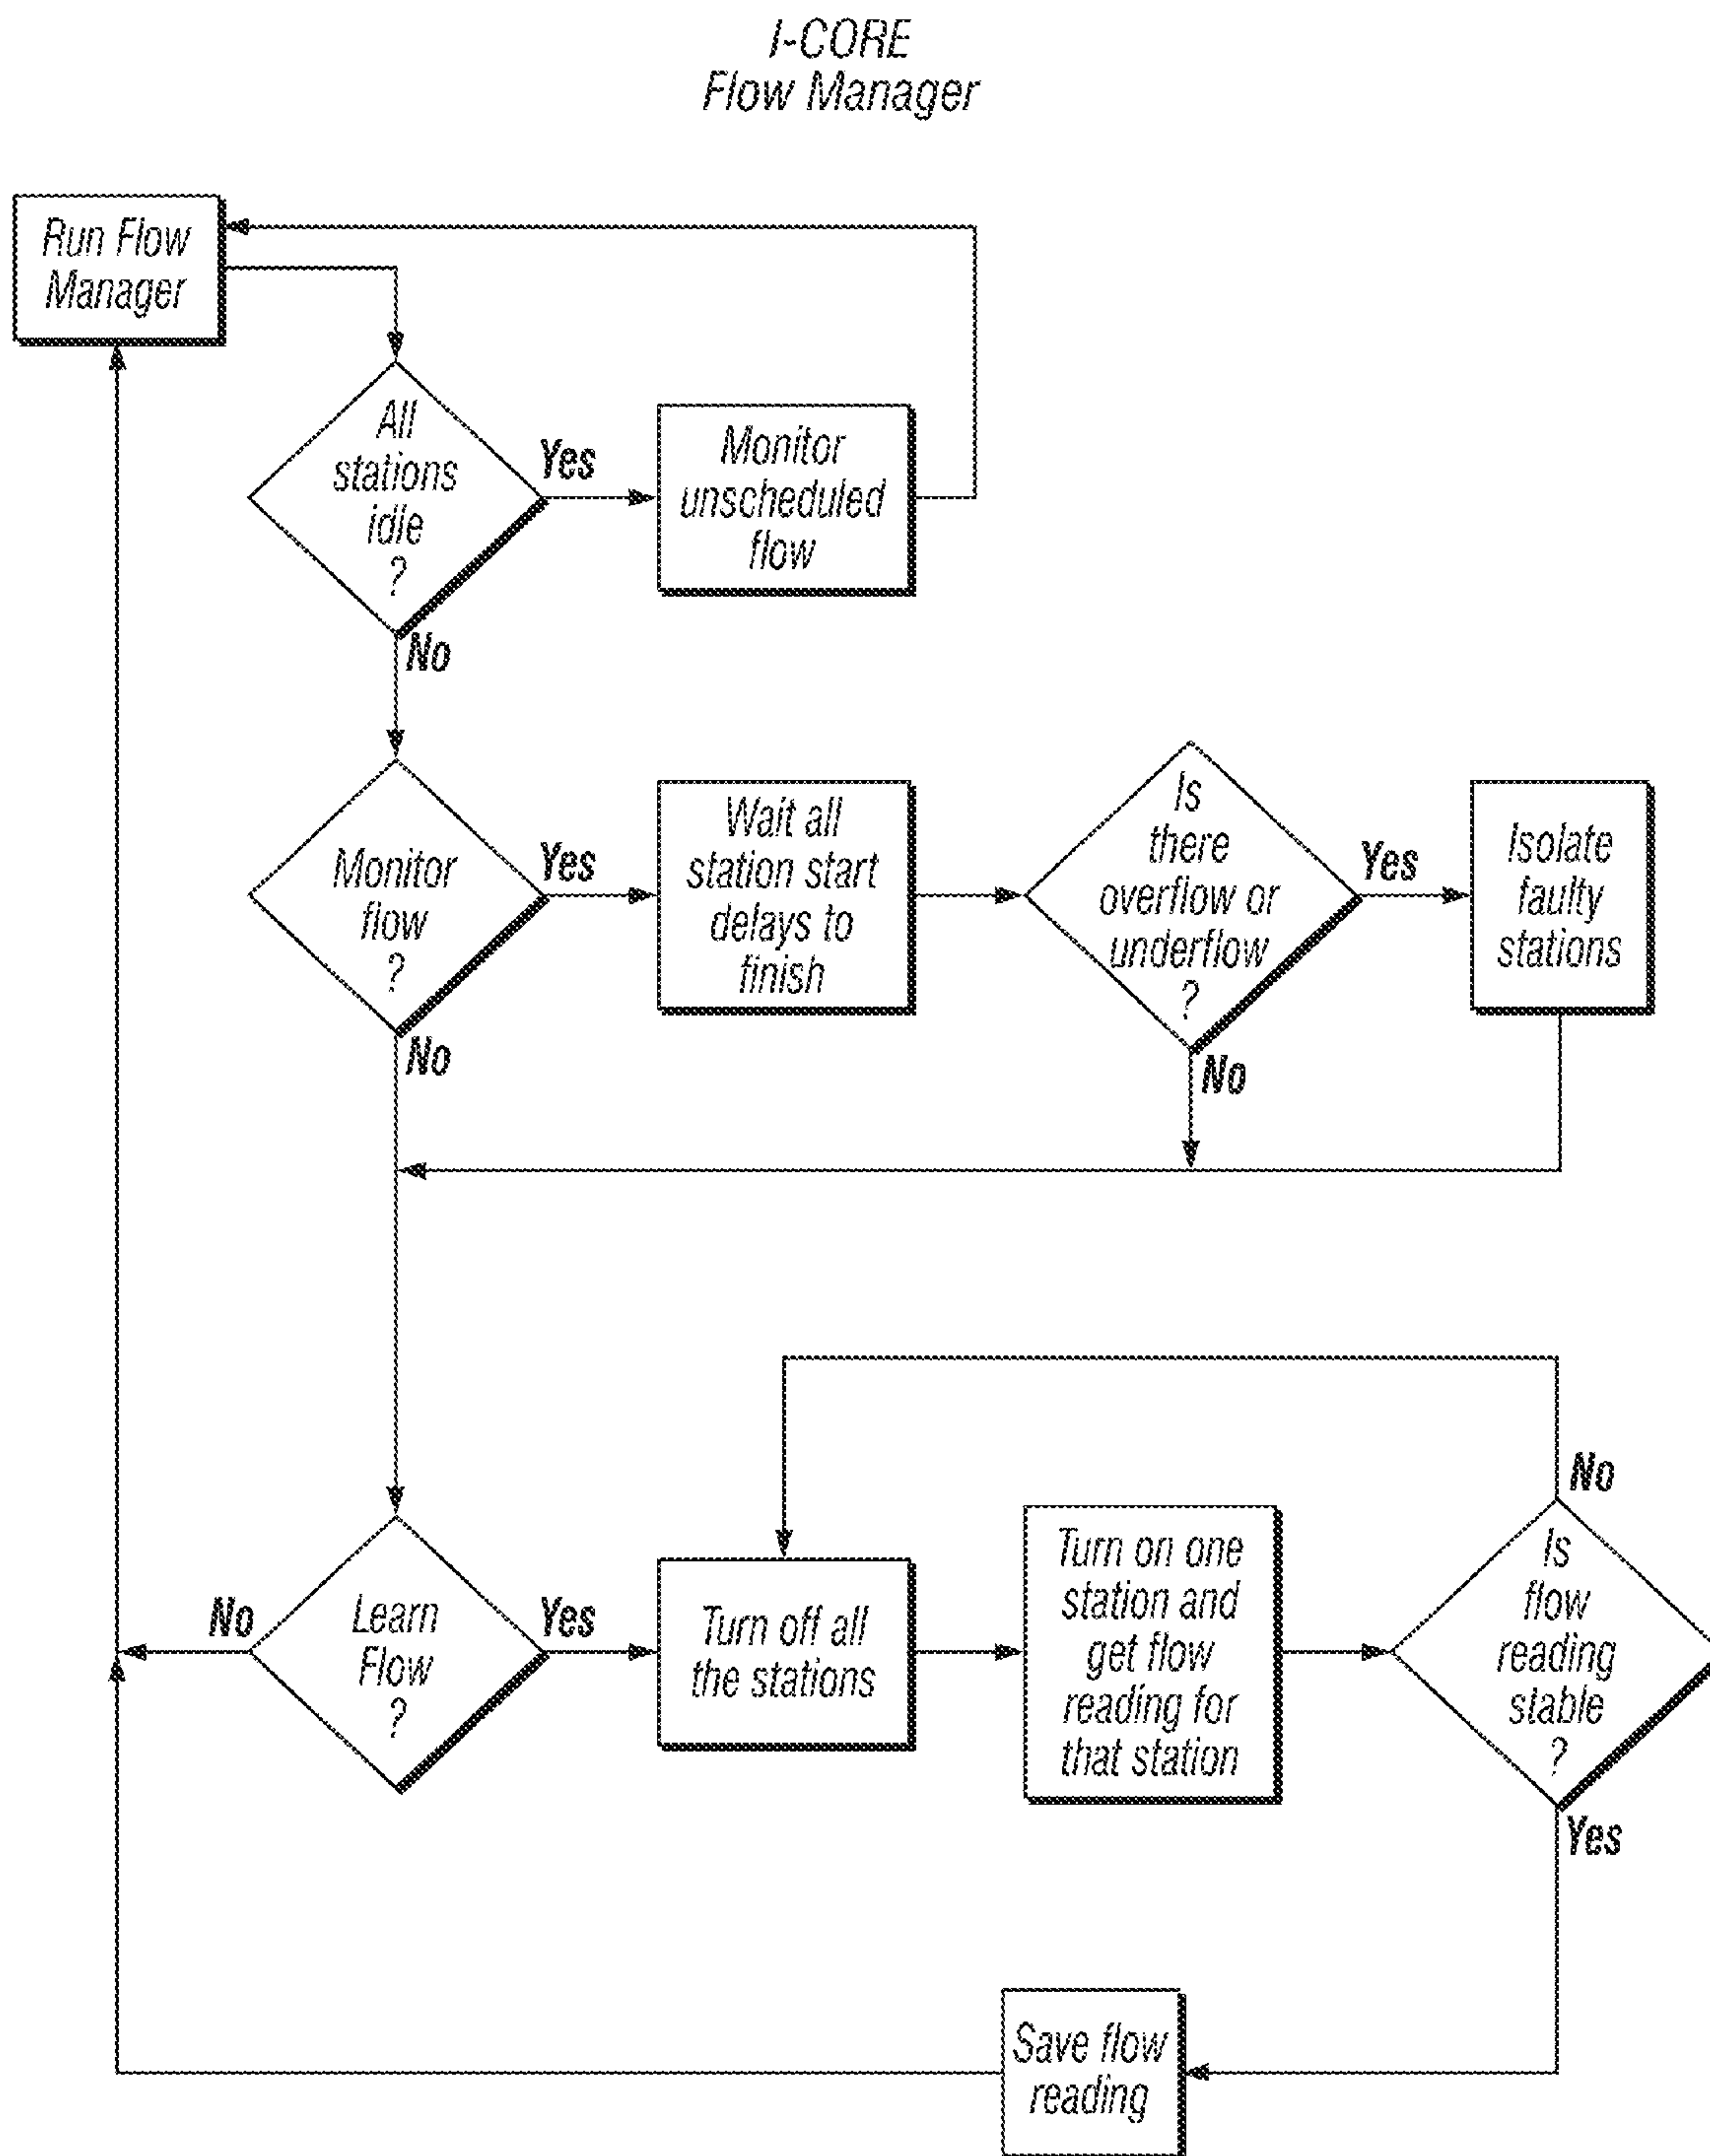 I-CORE
Flow Manager
Run Flow
Manager
All
stations
idle
?
Yes
No
Monitor
unscheduled
flow
Monitor
flow
?
Yes
No
Wait all
station start
delays to
finish
Is
there
overflow or
underflow
?
Yes
No
Isolate
faulty
stations
Learn
Flow
?
No
Yes
Turn off all
the stations
Turn on one
station and
get flow
reading for
that station
No
Is
flow
reading
stable
?
Yes
Save flow
reading